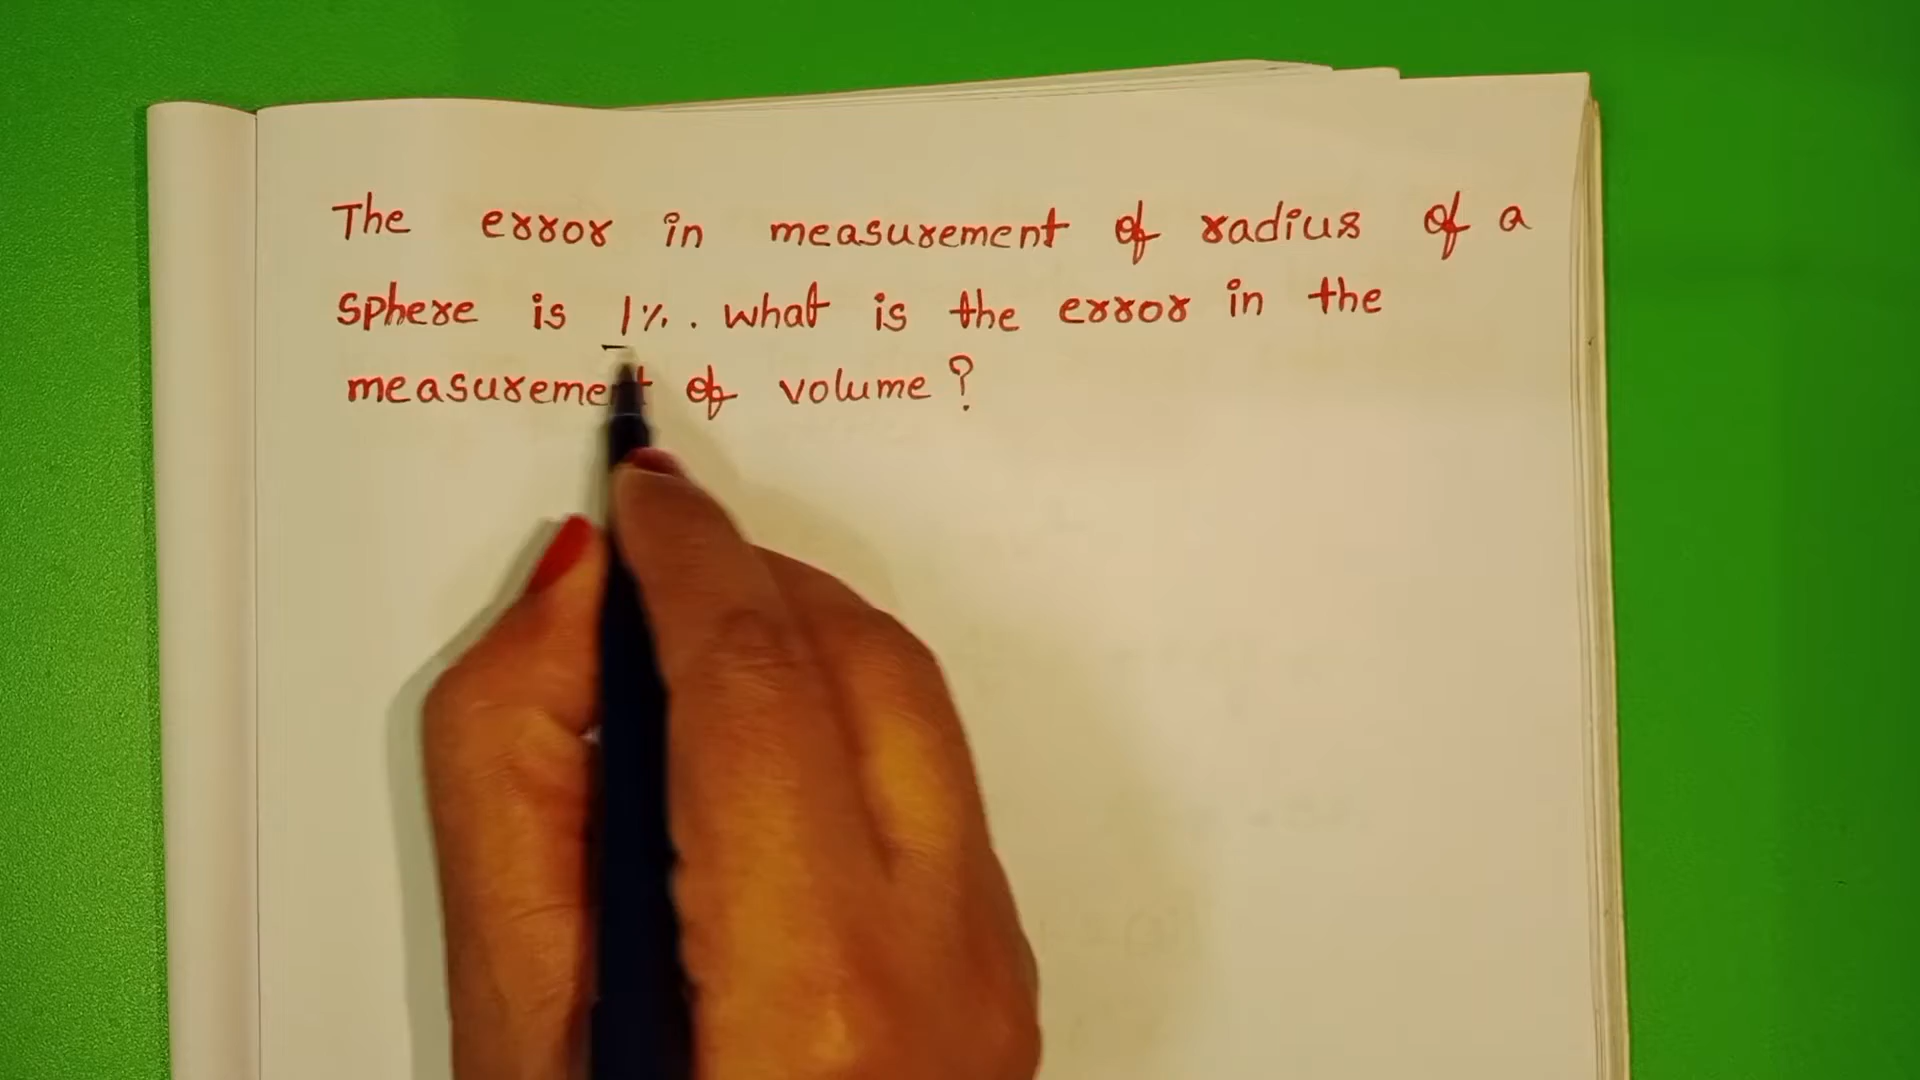 The error in measurement of radius of a
sphere is 1%. what is the error in the
measurement of volume?